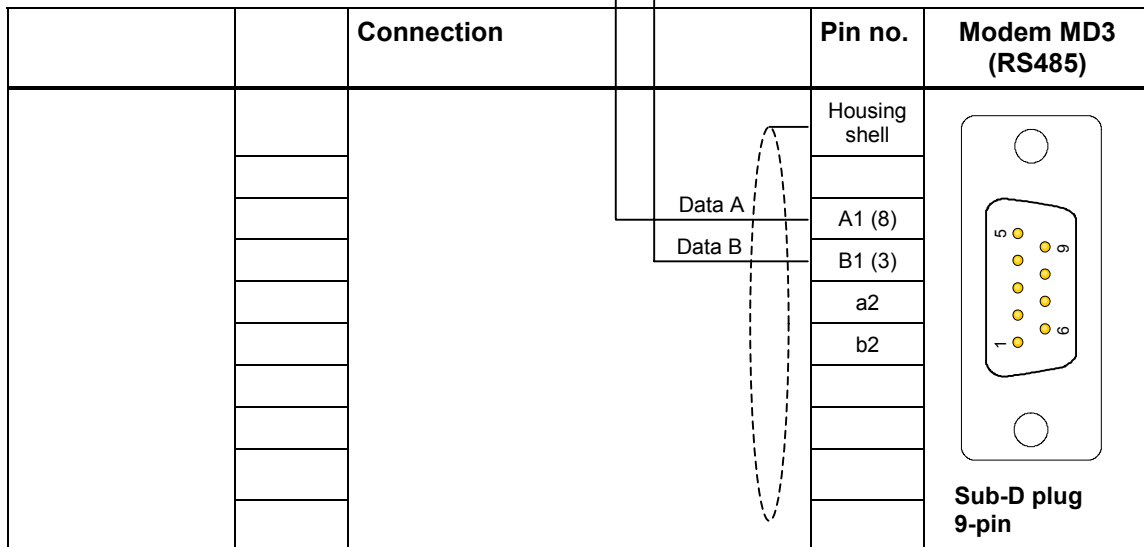 Connection
Pin no.
Modem MD3
(RS485)
Housing
shell
Data A
A1 (8)
Data B
B1 (3)
a2
b2
5
9
6
1
Sub-D plug
9-pin